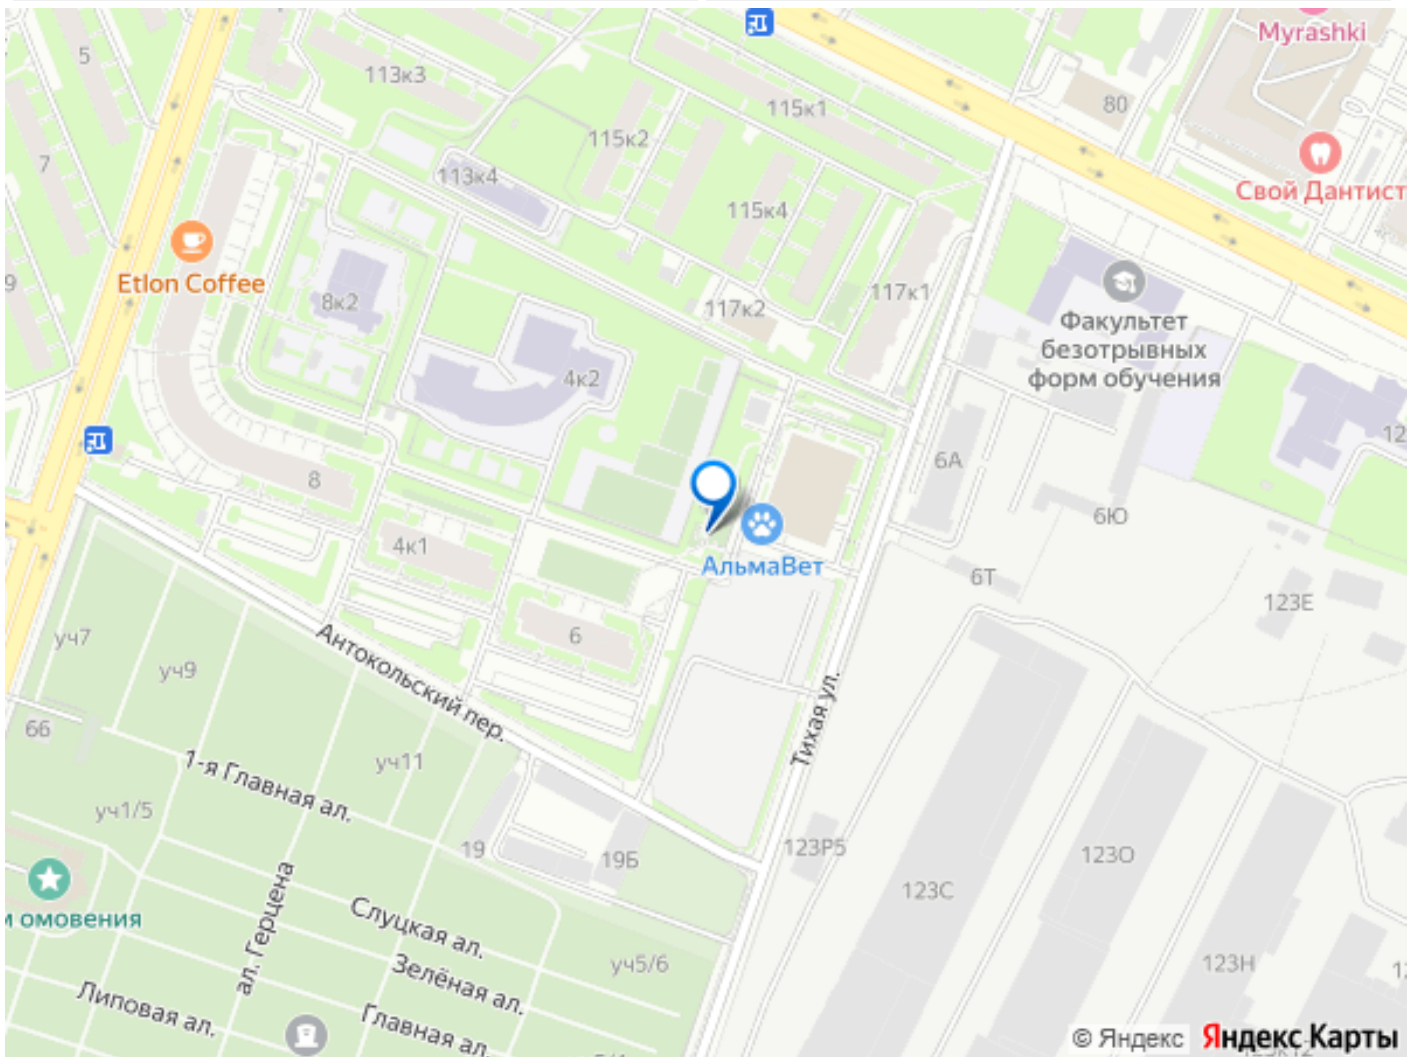 Myrashki
5
113к3
80
115к1
115к2
7
113к4
Свой Дантист
115к4
Etlon Coffee
9
8к2
117к1
117к2
Факультет
безотрывных
форм обучения
4к2
12
6А
8
6Ю
4к1
АльмаВет
6Т
123Е
6
уч7
Антокольский пер.
уч9
Тихая ул.
66
уч11
1-я Главная ал.
уч1/5
123Р5
19
19Б
123О
123С
ал. Герцена
омовения
Слуцкая ал.
уч5/6
123Н
Зелёная ал.
Липовая ал.
Главная ал.
© Яндекс
Яндекс Карты